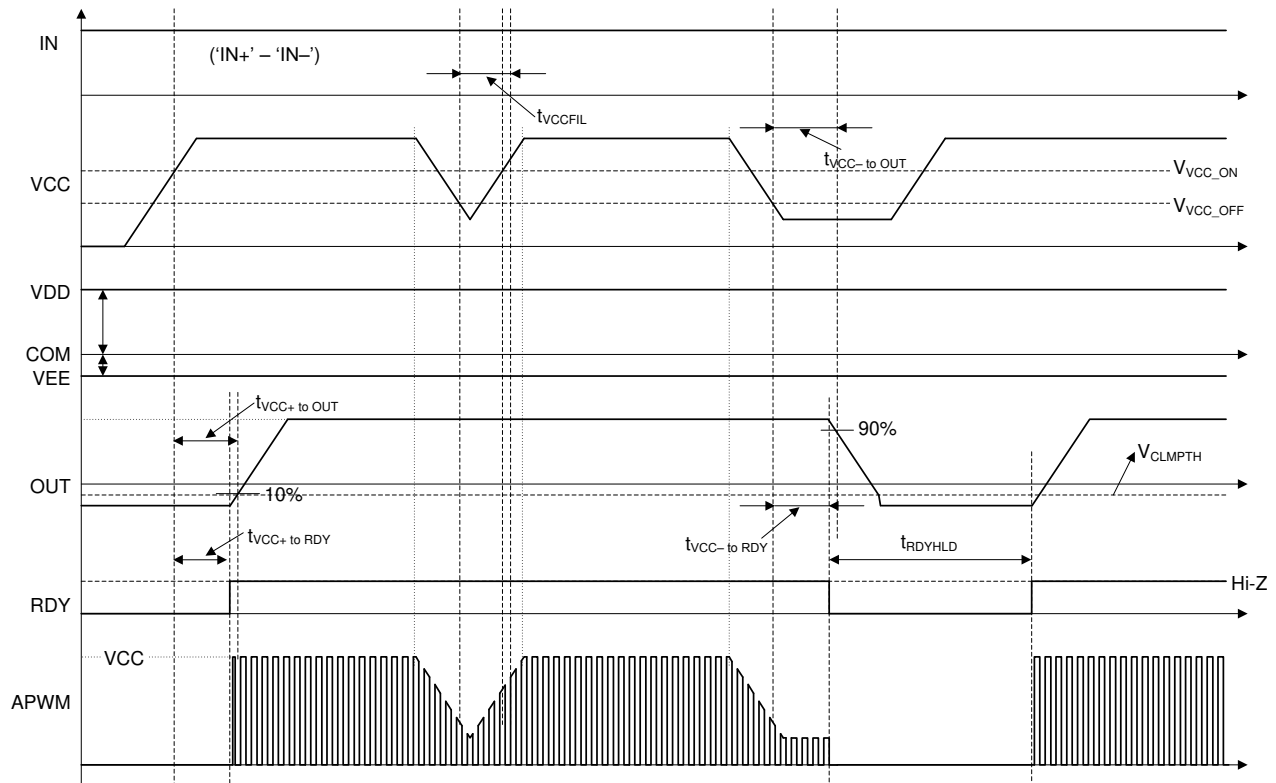 IN
('IN+' – 'IN–')
tVCCFIL
tVCC– to OUT
VCC
VVCC_ON
VVCC_OFF
VDD
COM
VEE
tVCC+ to OUT
90%
VCLMPTH
OUT
10%
tVCC+ to RDY
tVCC– to RDY
tRDYHLD
Hi-Z
RDY
VCC
APWM